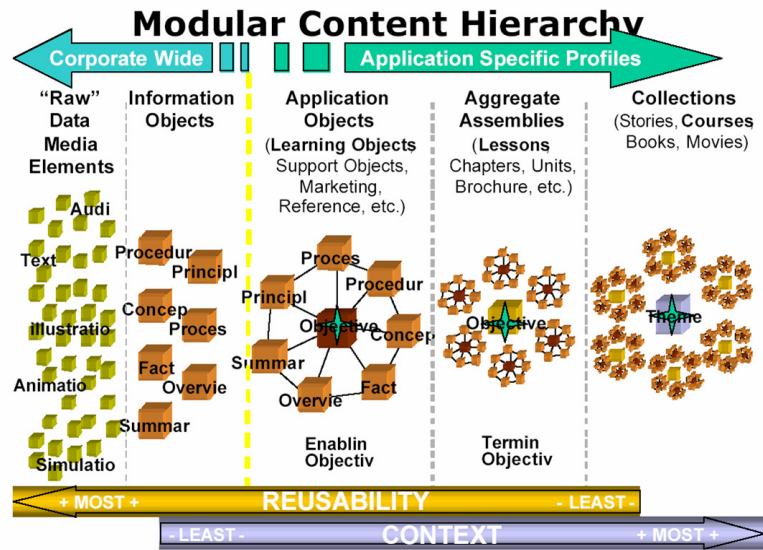 Modular Content Hierarchy
Corporate Wide
Application Specific Profiles
“Raw”
Data
Media
Elements
Information
Objects
Application
Objects
(Learning Objects
Support Objects,
Marketing,
Reference, etc.)
Aggregate
Assemblies
(Lessons,
Chapters, Units,
Brochure, etc.)
Collections
(Stories, Courses,
Books, Movies)
Audi
Text
illustratio
Animatio
Simulatio
Procedur
Principl
Concep
Proces
Fact
Overvie
Summar
Proces
Principl
Procedur
Objective
Concep
Summar
Fact
Overvie
Enablin
Objectiv
Objective
Termin
Objectiv
Theme
+ MOST +
REUSABILITY
- LEAST -
- LEAST -
CONTEXT
+ MOST +